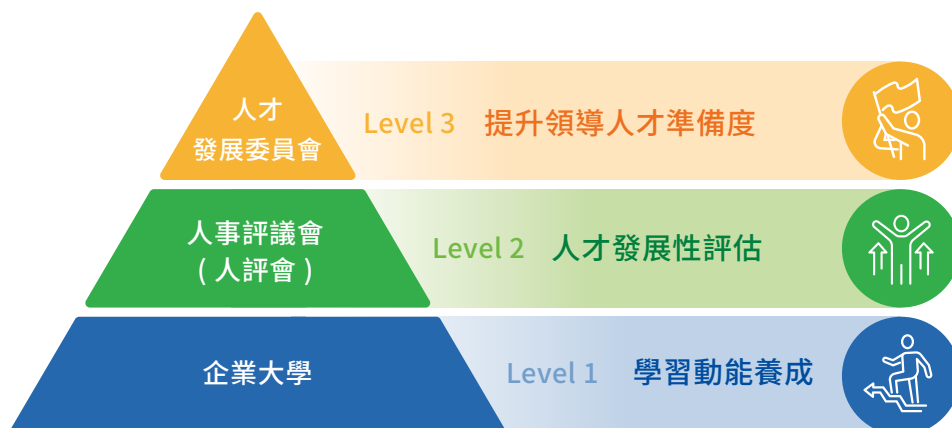 人才
發展委員會
Level 3 提升領導人才準備度
人事評議會
( 人評會 )
Level 2 人才發展性評估
企業大學
Level 1 學習動能養成